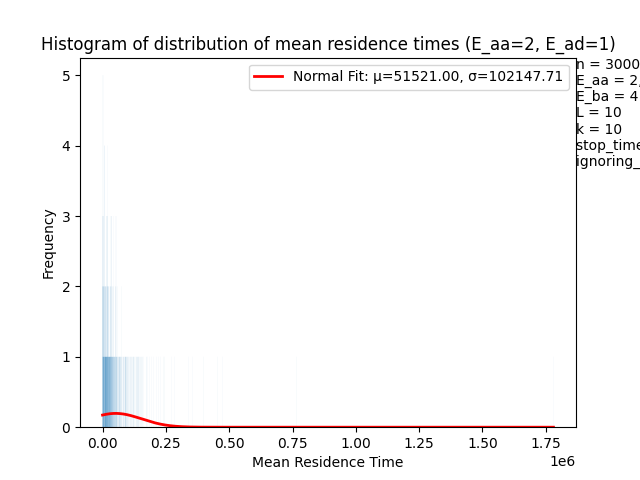 Histogram of distribution of mean residence times (E_aa=2, E_ad=1)
Normal Fit: μ=51521.00, σ=102147.71
n = 3000
E_aa = 2,
E_ba = 4
L = 10
k = 10
stop_time
ignoring_
Frequency
5
4
3
2
1
0
0.00 0.25 0.50 0.75 1.00 1.25 1.50 1.75
1e6
Mean Residence Time